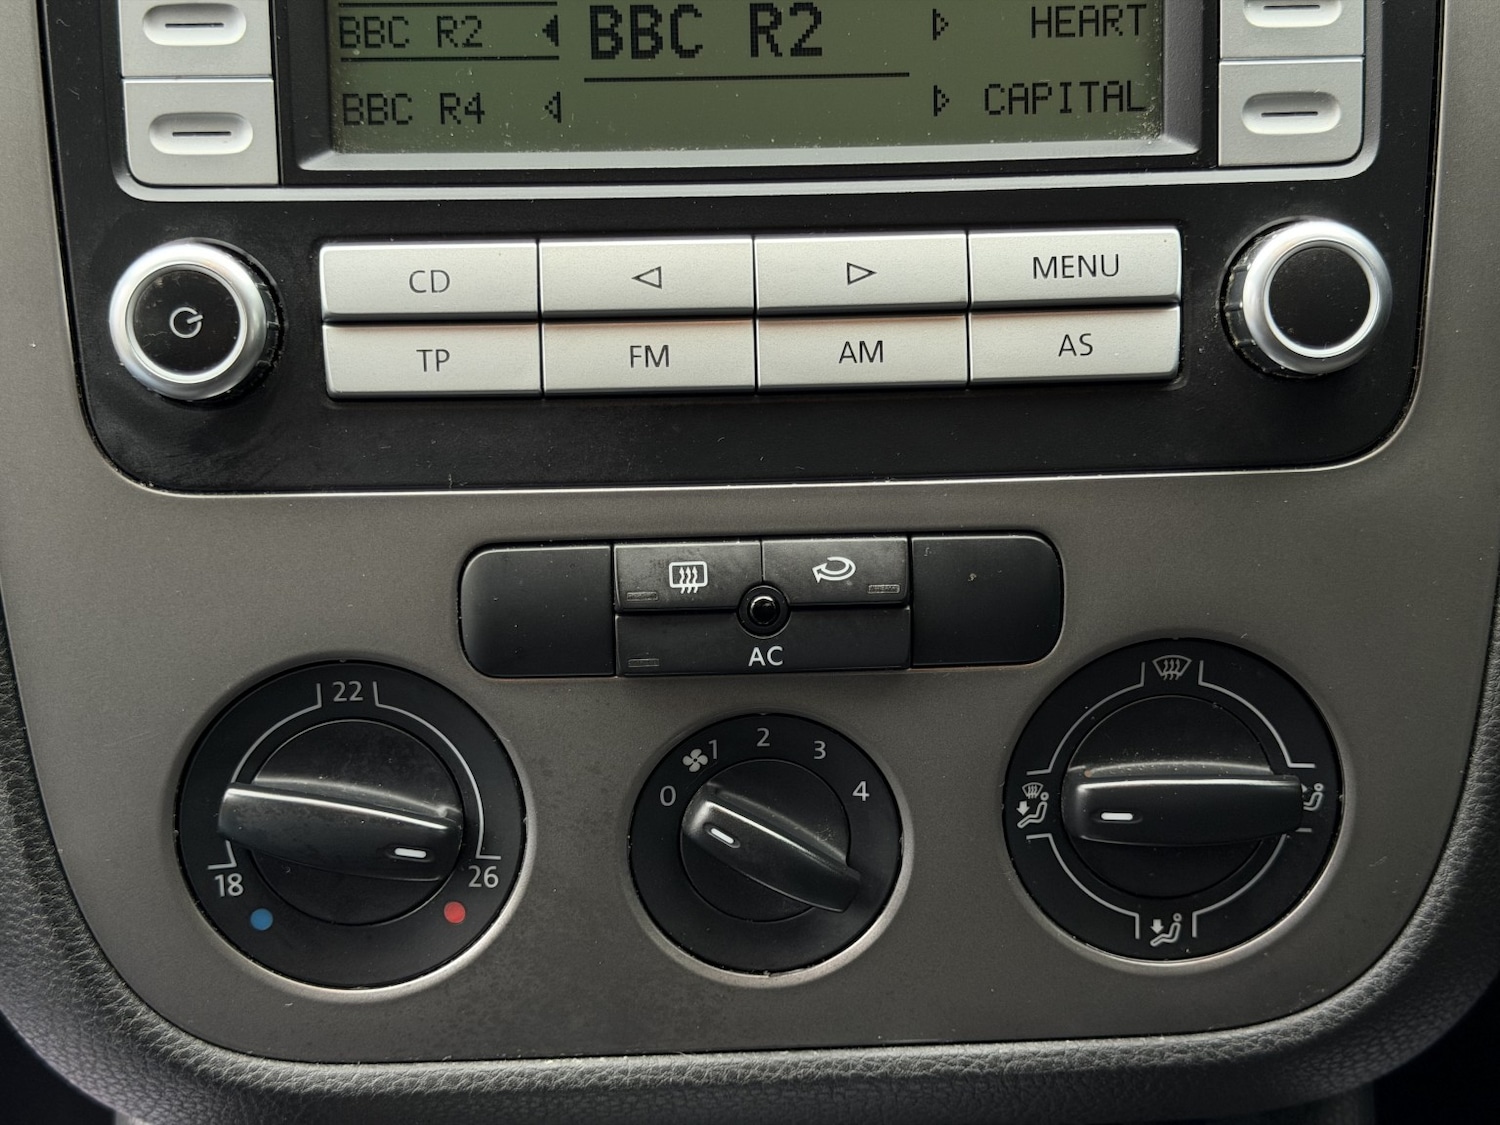 BBC R2 BBC R2 HEART
BBC R4 CAPITAL
CD MENU
TP FM AM AS
AC
22
18 26
0 1 2 3 4